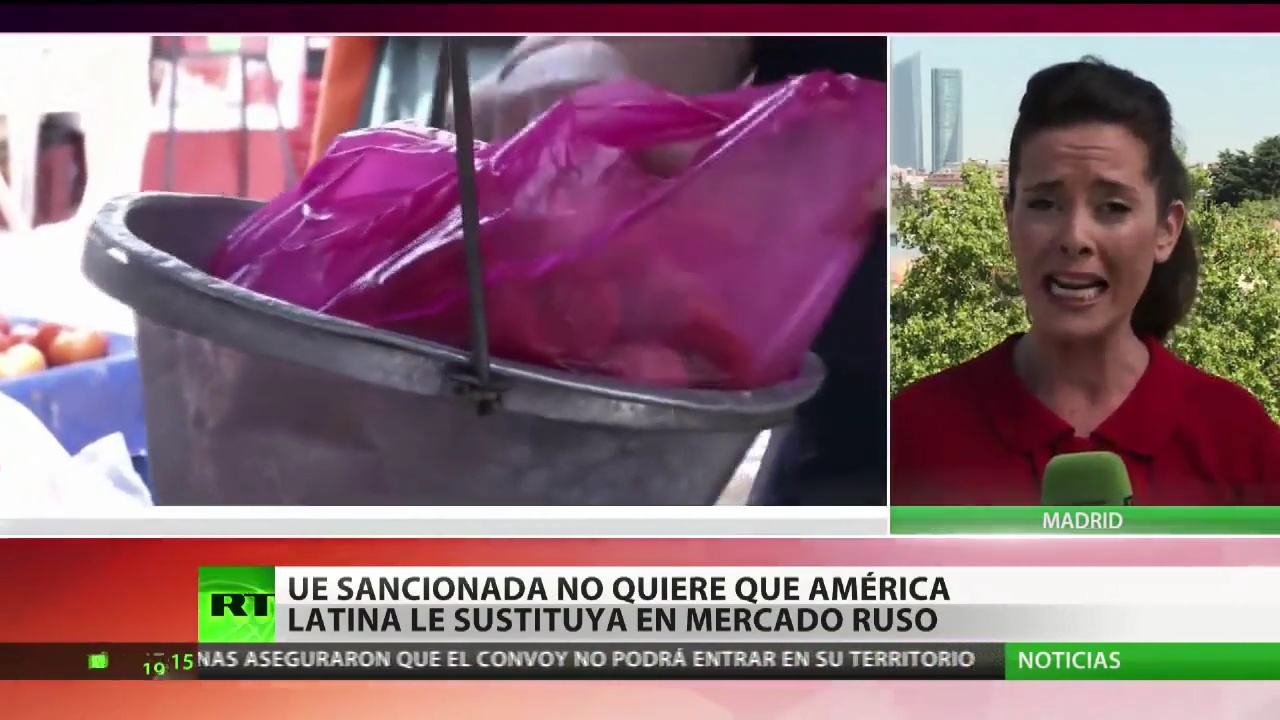 MADRID
RT
UE SANCIONADA NO QUIERE QUE AMÉRICA
LATINA LE SUSTITUYA EN MERCADO RUSO
19 15
NAS ASEGURARON QUE EL CONVOY NO PODRÁ ENTRAR EN SU TERRITORIO
NOTICIAS